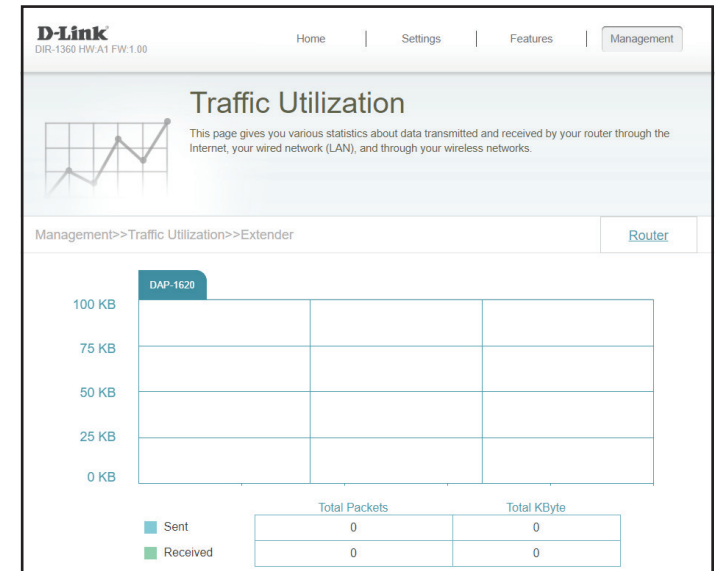 D-Link
DIR-1360 HW:A1 FW:1.00
Home | Settings | Features | Management
Traffic Utilization
This page gives you various statistics about data transmitted and received by your router through the
Internet, your wired network (LAN), and through your wireless networks.
Management>>Traffic Utilization>>Extender
Router
DAP-1620
100 KB
75 KB
50 KB
25 KB
0 KB
Total Packets Total KByte
Sent 0 0
Received 0 0